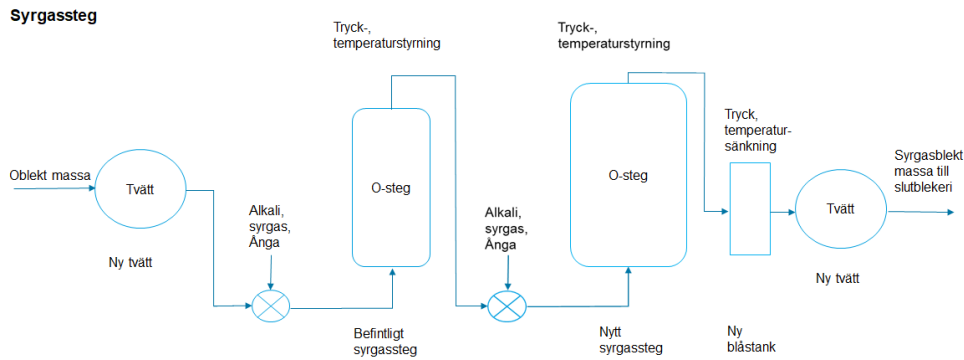 Syrgassteg
Tryck-,
temperaturstyrning
Tryck-,
temperaturstyrning
Tryck,
temperatur-
sänkning
Oblekt massa
Tvätt
Ny tvätt
Alkali,
syrgas,
Ånga
O-steg
Befintligt
syrgassteg
Alkali,
syrgas,
Ånga
O-steg
Nytt
syrgassteg
Ny
blåstank
Tvätt
Ny tvätt
Syrgasblekt
massa till
slutblekeri